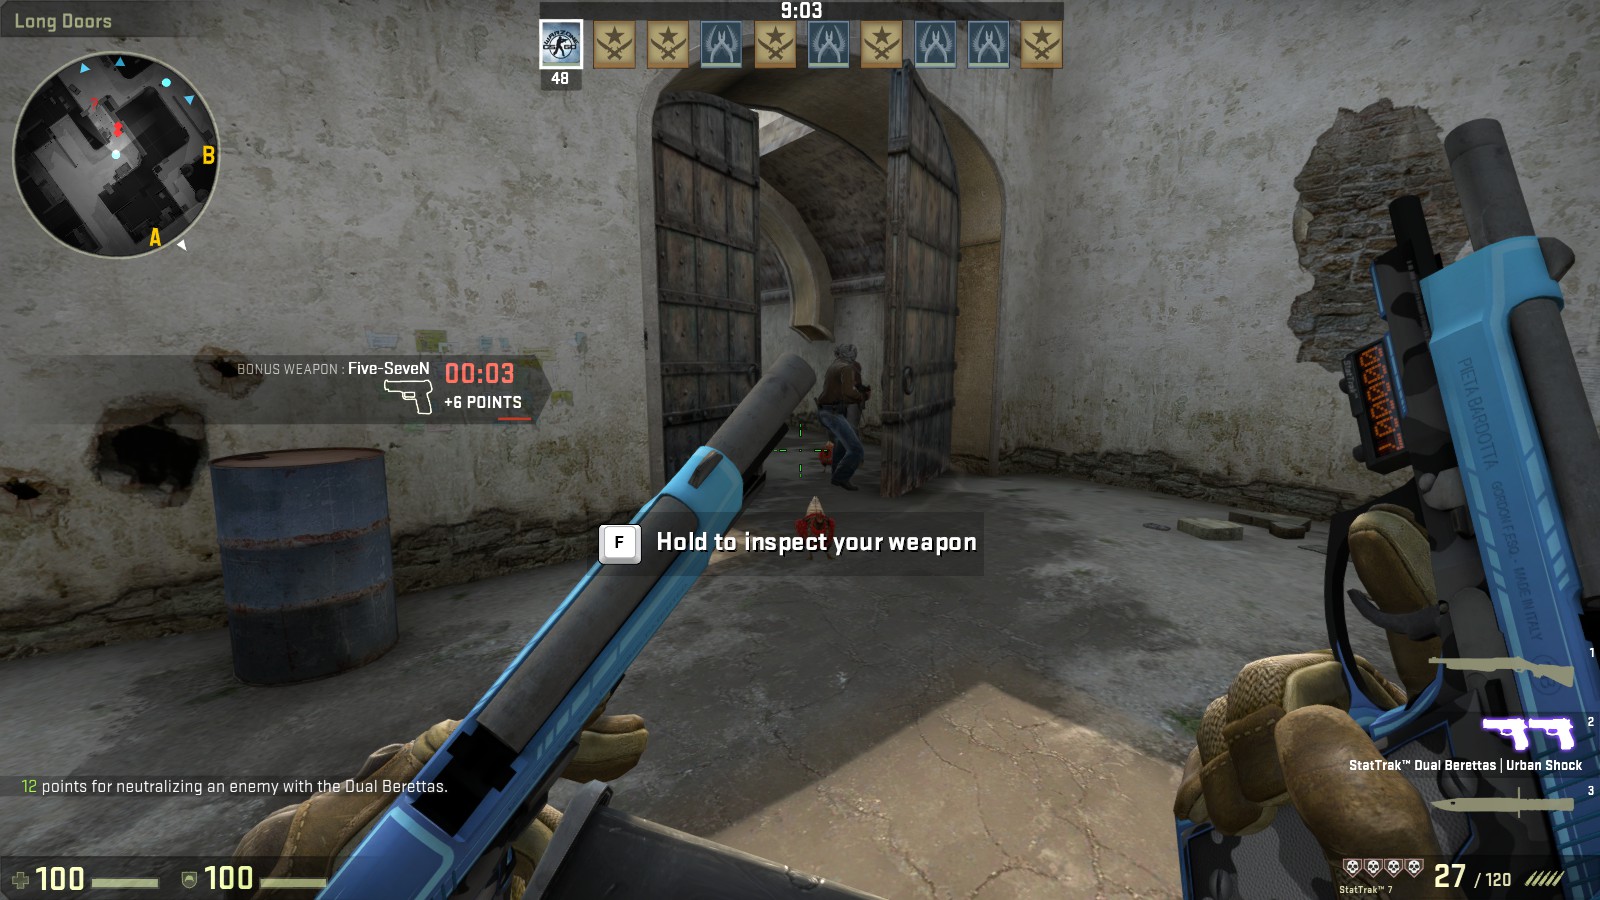 Long Doors
9:03
48
B
A
BONUS WEAPON : Five-SeveN
00:03
+6 POINTS
F Hold to inspect your weapon
PIETA BARDOTTA
1
2
StatTrak™ Dual Berettas | Urban Shock
3
12 points for neutralizing an enemy with the Dual Berettas.
100
100
StatTrak™ 7
27 / 120